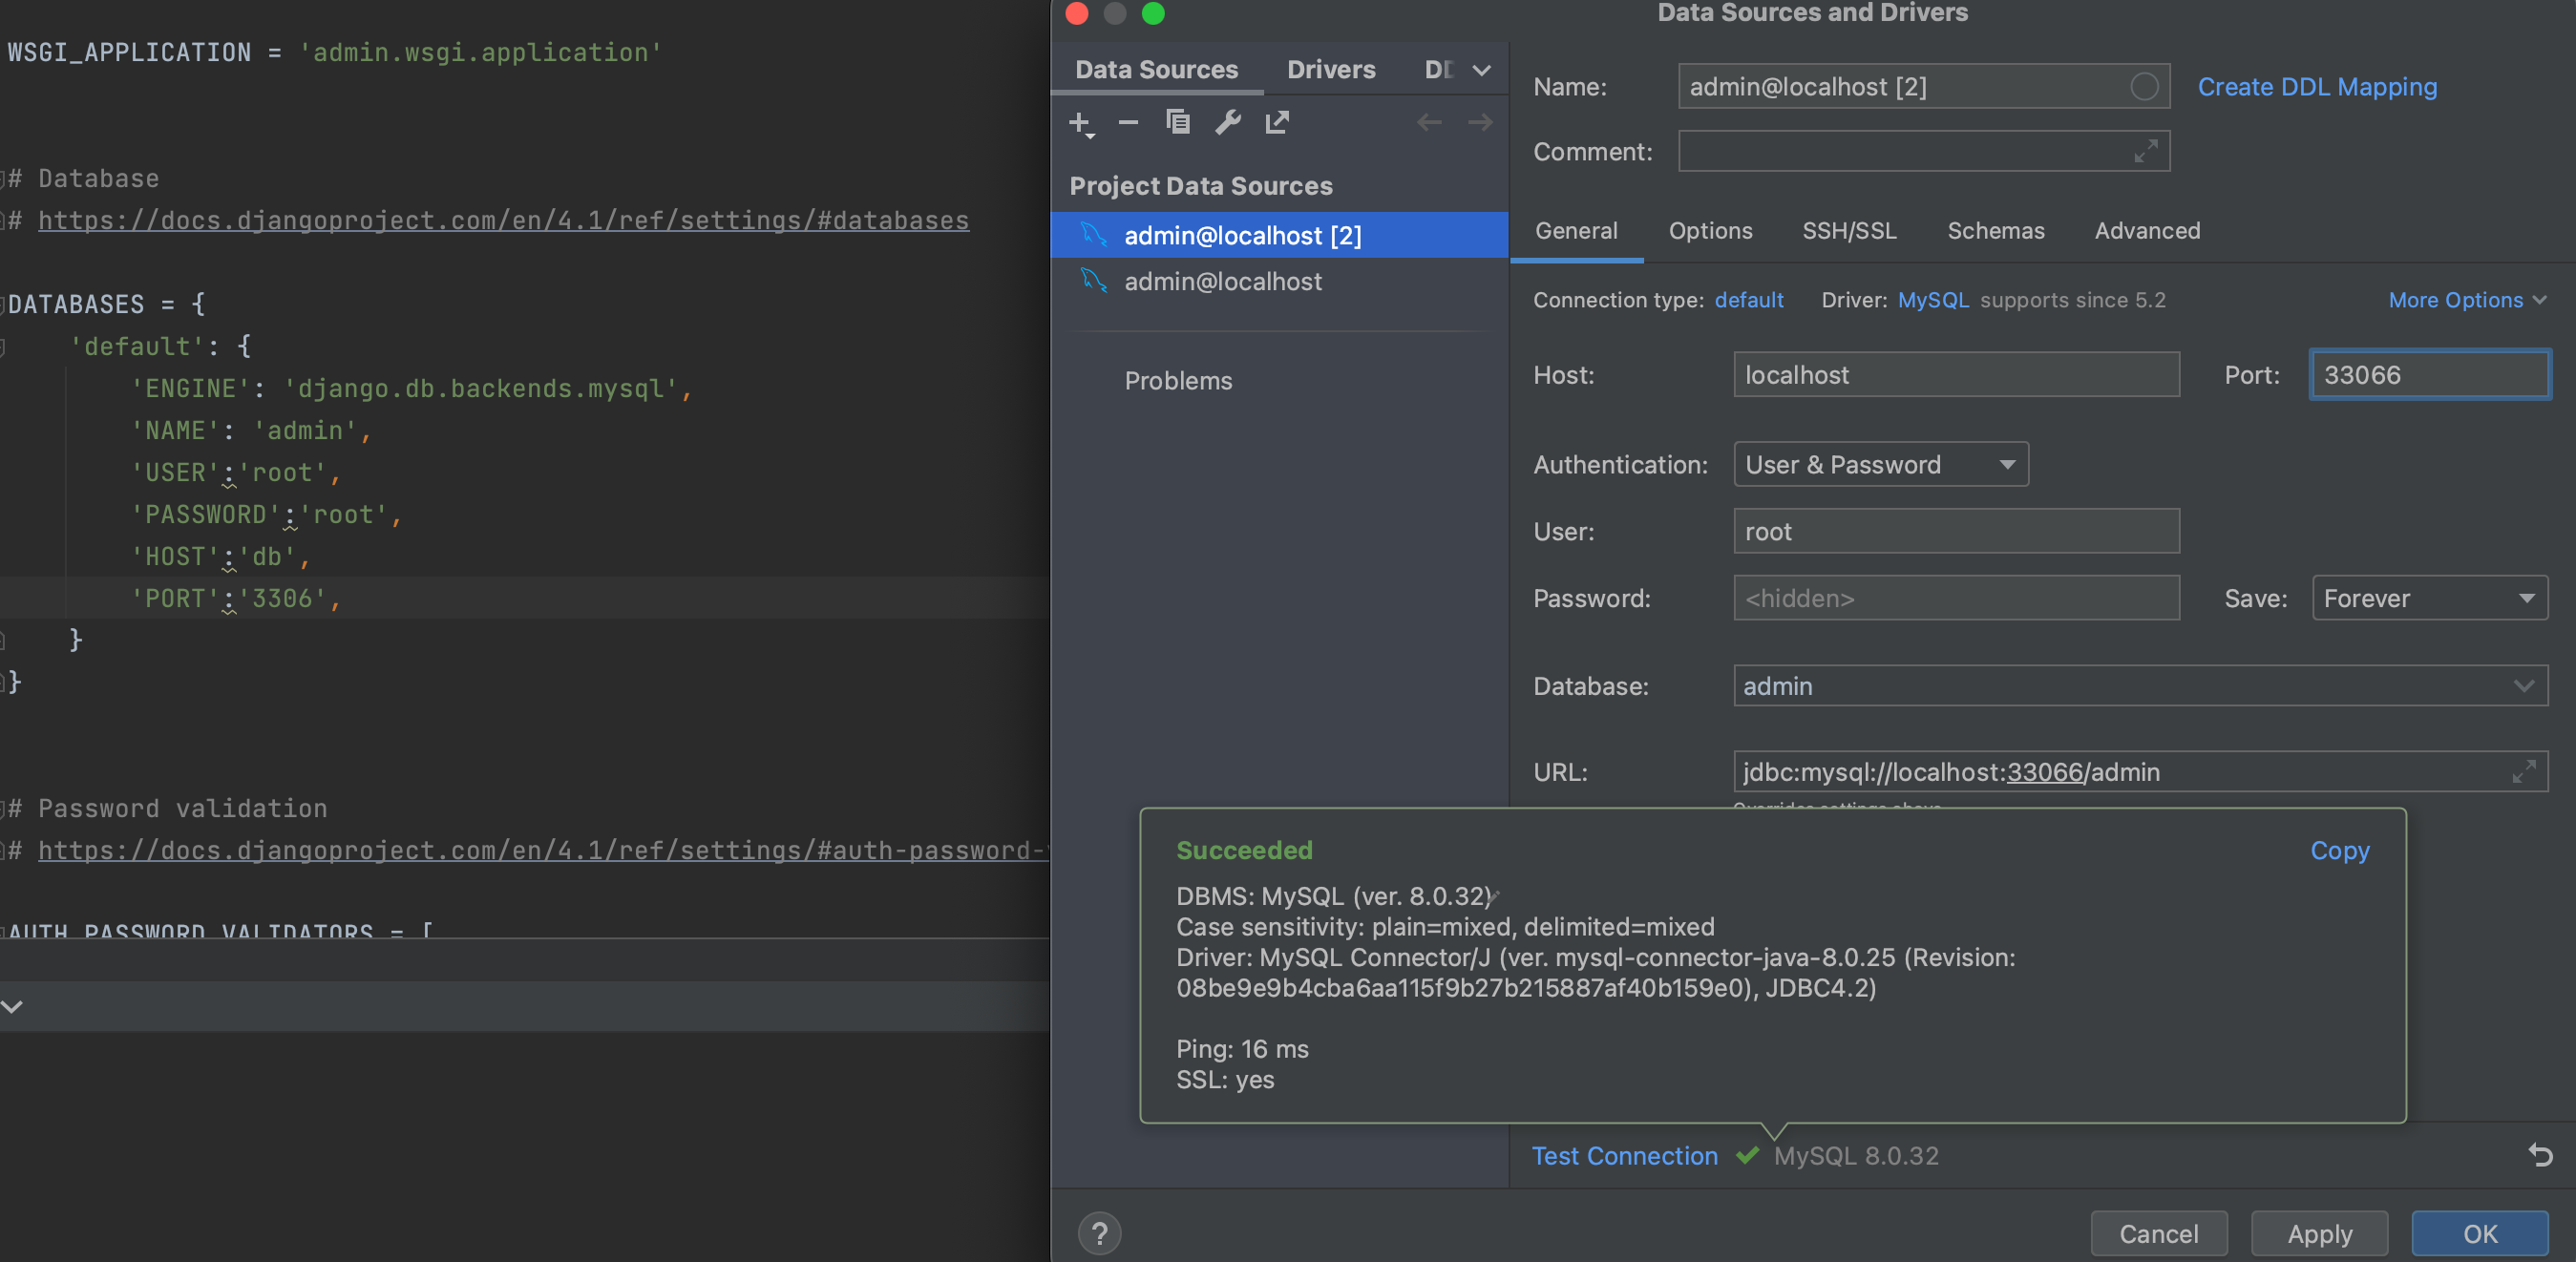 WSGI_APPLICATION = 'admin.wsgi.application'
# Database
# https://docs.djangoproject.com/en/4.1/ref/settings/#databases
DATABASES = {
    'default': {
        'ENGINE': 'django.db.backends.mysql',
        'NAME': 'admin',
        'USER':'root',
        'PASSWORD':'root',
        'HOST':'db',
        'PORT':'3306',
    }
}
# Password validation
# https://docs.djangoproject.com/en/4.1/ref/settings/#auth-password-
AUTH_PASSWORD_VALIDATORS = [
Data Sources and Drivers
Data Sources
Drivers
DD
Project Data Sources
admin@localhost [2]
admin@localhost
Problems
Name: admin@localhost [2] Create DDL Mapping
Comment:
General Options SSH/SSL Schemas Advanced
Connection type: default Driver: MySQL supports since 5.2 More Options
Host: localhost Port: 33066
Authentication: User & Password
User: root
Password: <hidden> Save: Forever
Database: admin
URL: jdbc:mysql://localhost:33066/admin
Overrides settings above
Succeeded Copy
DBMS: MySQL (ver. 8.0.32)
Case sensitivity: plain=mixed, delimited=mixed
Driver: MySQL Connector/J (ver. mysql-connector-java-8.0.25 (Revision:
08be9e9b4cba6aa115f9b27b215887af40b159e0), JDBC4.2)
Ping: 16 ms
SSL: yes
Test Connection MySQL 8.0.32
?
Cancel Apply OK